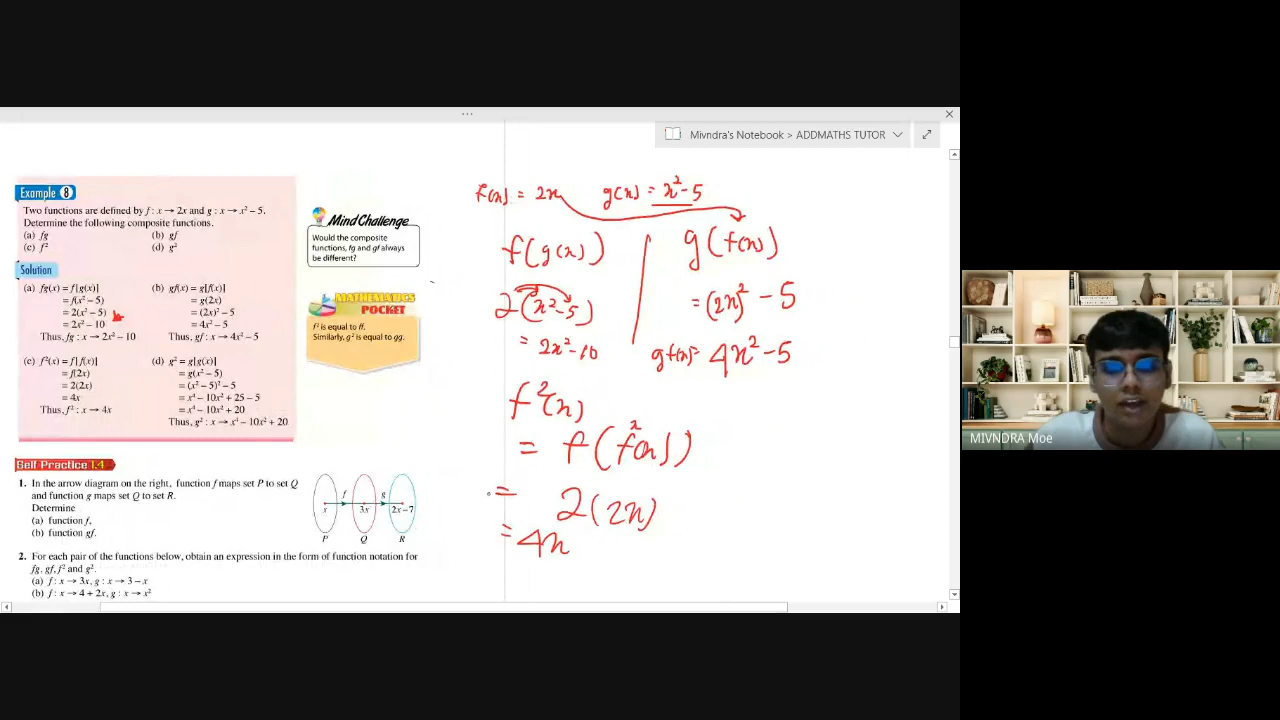 Mivndra's Notebook > ADDMATHS TUTOR
Example 8
Two functions are defined by f : x → 2x and g : x → x² − 5.
Determine the following composite functions.
(a) fg (b) gf
(c) f² (d) g²
Solution
(a) fg(x) = f[g(x)]
= f(x² − 5)
= 2(x² − 5)
= 2x² − 10
Thus, fg : x → 2x² − 10
(b) gf(x) = g[f(x)]
= g(2x)
= (2x)² − 5
= 4x² − 5
Thus, gf : x → 4x² − 5
(c) f²(x) = f[f(x)]
= f(2x)
= 2(2x)
= 4x
Thus, f² : x → 4x
(d) g² = g[g(x)]
= g(x² − 5)
= (x² − 5)² − 5
= x⁴ − 10x² + 25 − 5
= x⁴ − 10x² + 20
Thus, g² : x → x⁴ − 10x² + 20
Mind Challenge
Would the composite
functions, fg and gf always
be different?
MATHEMATICS
POCKET
f² is equal to ff.
Similarly, g² is equal to gg.
Self Practice 1.4
1. In the arrow diagram on the right, function f maps set P to set Q
and function g maps set Q to set R.
Determine
(a) function f,
(b) function gf.
f g
x 3x 2x − 7
P Q R
2. For each pair of the functions below, obtain an expression in the form of function notation for
fg, gf, f² and g².
(a) f : x → 3x, g : x → 3 − x
(b) f : x → 4 + 2x, g : x → x²
f(x) = 2x g(x) = x² − 5
f(g(x))
2(x² − 5)
= 2x² − 10
g(f(x))
= (2x)² − 5
gf(x) = 4x² − 5
f²(x)
x
= f(f(x))
= 2(2x)
= 4x
MIVNDRA Moe